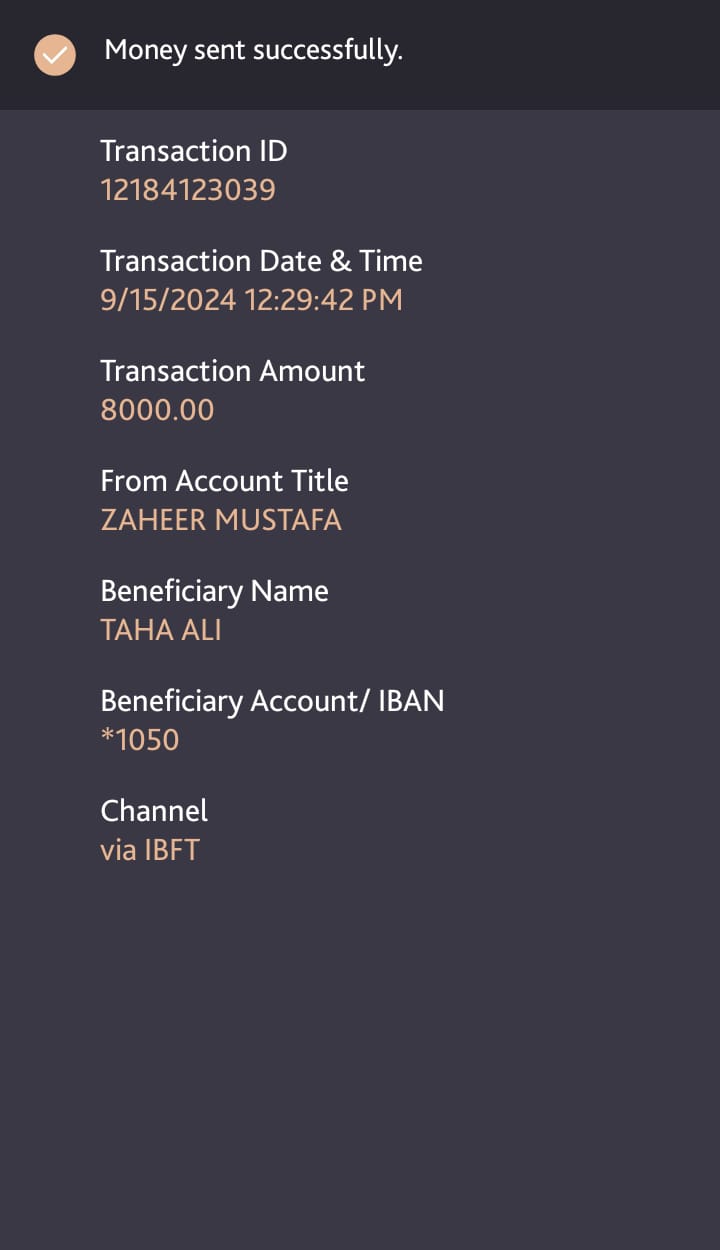 Money sent successfully.
Transaction ID
12184123039
Transaction Date & Time
9/15/2024 12:29:42 PM
Transaction Amount
8000.00
From Account Title
ZAHEER MUSTAFA
Beneficiary Name
TAHA ALI
Beneficiary Account/ IBAN
*1050
Channel
via IBFT